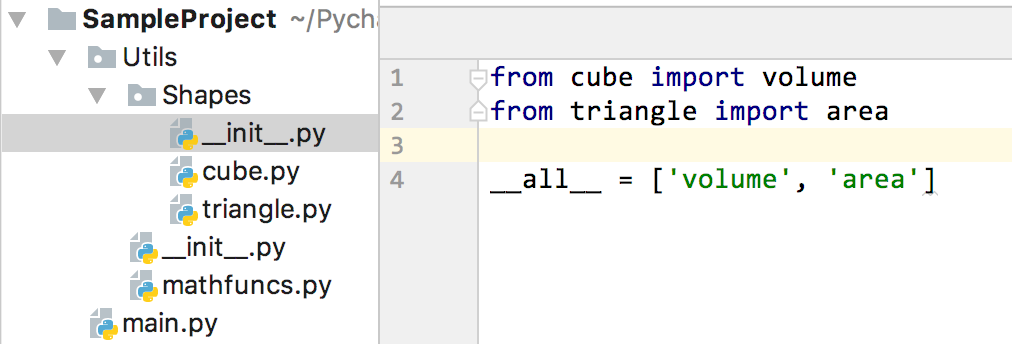 SampleProject ~/Pycha
Utils
Shapes
__init__.py
cube.py
triangle.py
__init__.py
mathfuncs.py
main.py
1 from cube import volume
2 from triangle import area
3
4 __all__ = ['volume', 'area']